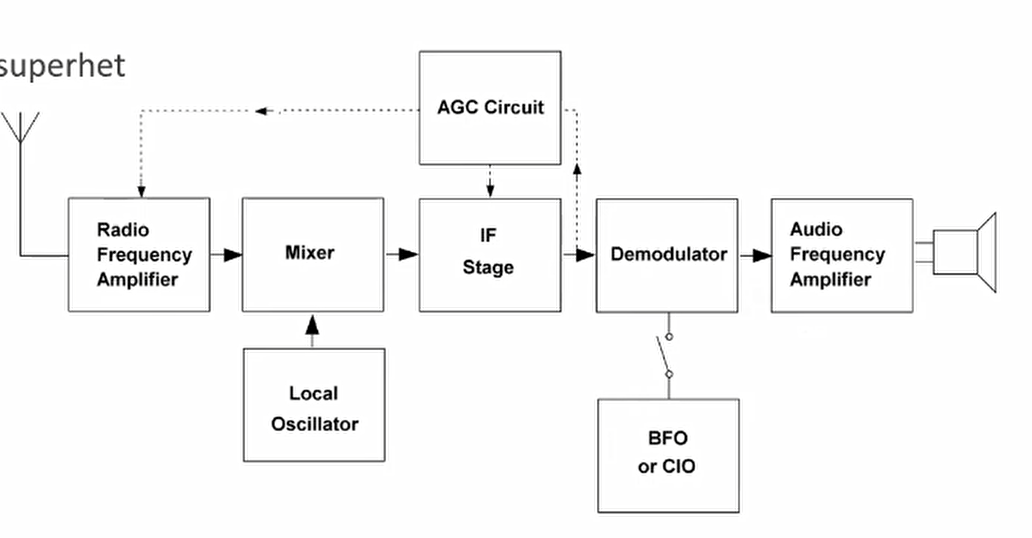 superhet
AGC Circuit
Radio
Frequency
Amplifier
Mixer
IF
Stage
Demodulator
Audio
Frequency
Amplifier
Local
Oscillator
BFO
or CIO